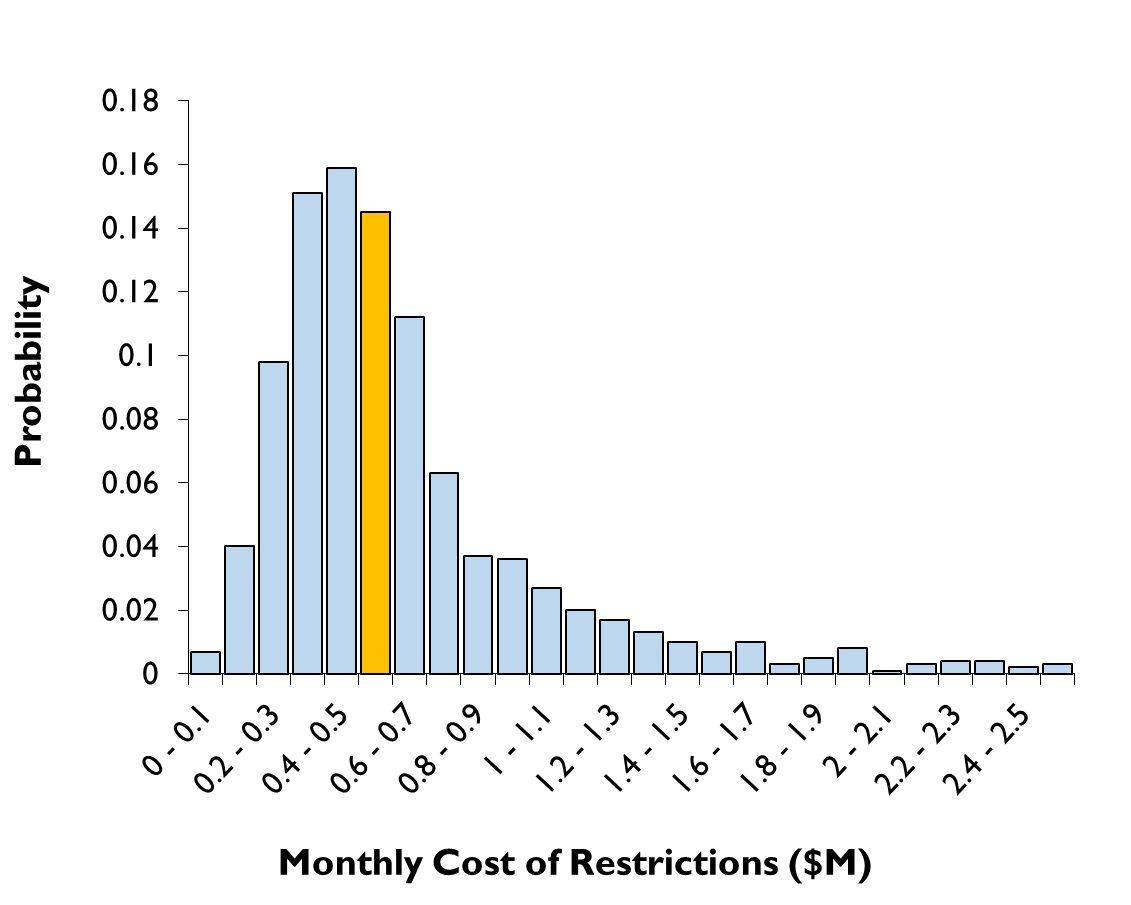 0.18
0.16
0.14
0.12
0.1
0.08
0.06
0.04
0.02
0
Probability
0 - 0.1
0.2 - 0.3
0.4 - 0.5
0.6 - 0.7
0.8 - 0.9
1 - 1.1
1.2 - 1.3
1.4 - 1.5
1.6 - 1.7
1.8 - 1.9
2 - 2.1
2.2 - 2.3
2.4 - 2.5
Monthly Cost of Restrictions ($M)